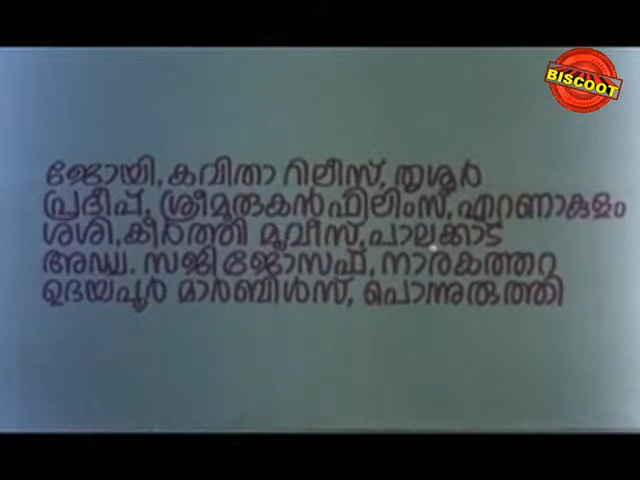 BISCOOT
ജോയി, കവിതാ റിലീസ്, തൃശൂർ
പ്രദീപ്, ശ്രീമുരുകൻ ഫിലിംസ്, എറണാകുളം
ശശി, കീർത്തി മൂവീസ്, പാലക്കാട്
അഡ്വ. സജി ജോസഫ്, നാരകത്തറ
ഉദയപൂർ മാർബിൾസ്, പൊന്നുരുത്തി